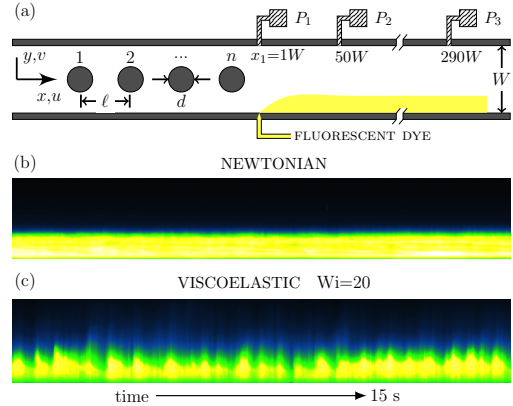 (a)
P₁ P₂ P₃
y,v 1 2 ... n x₁=1W 50W 290W
W
x,u ℓ d
FLUORESCENT DYE
(b) NEWTONIAN
(c) VISCOELASTIC Wi=20
time 15 s